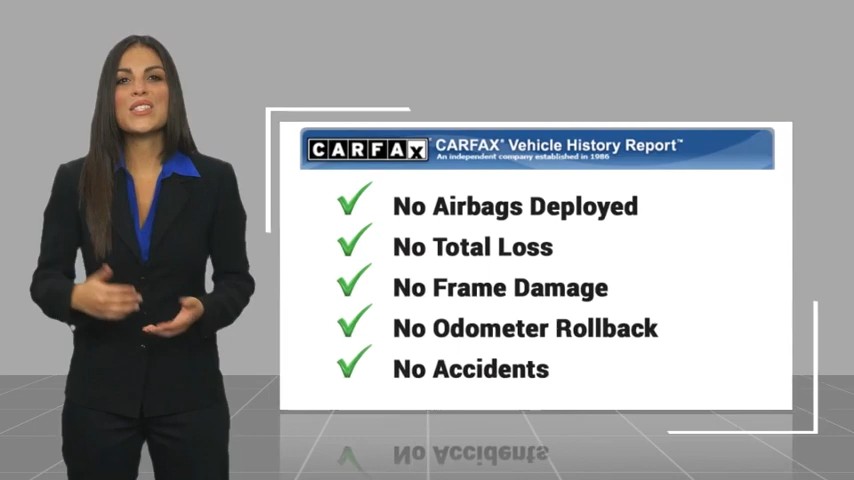 CARFAX CARFAX® Vehicle History Report™
An independent company established in 1986
No Airbags Deployed
No Total Loss
No Frame Damage
No Odometer Rollback
No Accidents
No Accidents